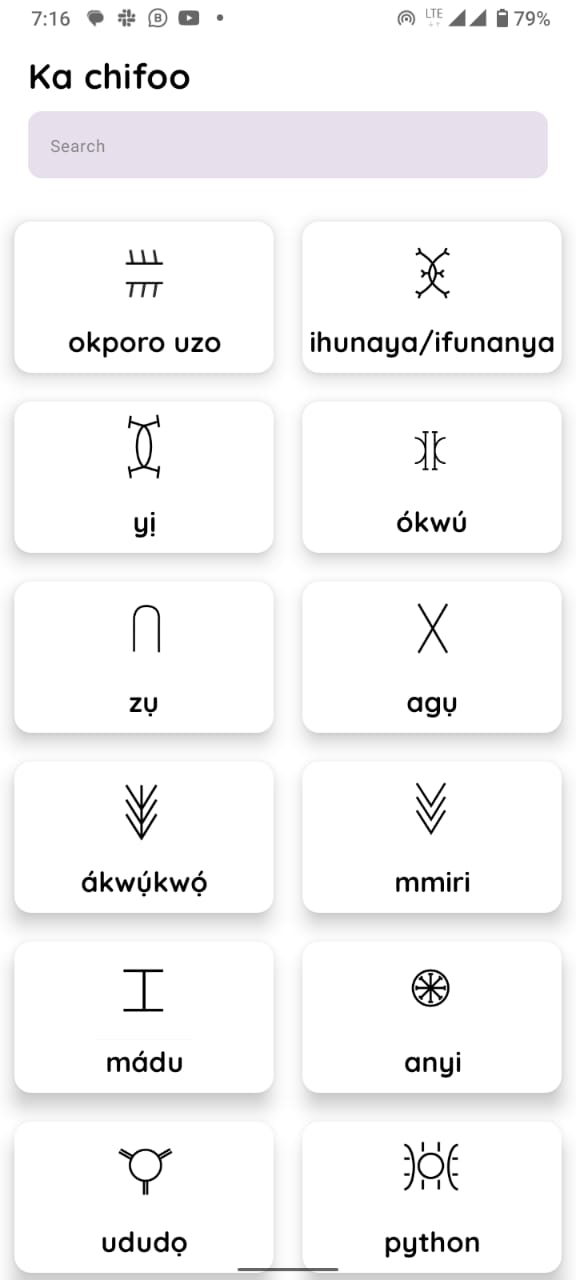 7:16 LTE 79%
Ka chifoo
Search
okporo uzo ihunaya/ifunanya
yị ókwú
zụ agụ
ákwụ́kwọ́ mmiri
mádu anyi
ududọ python